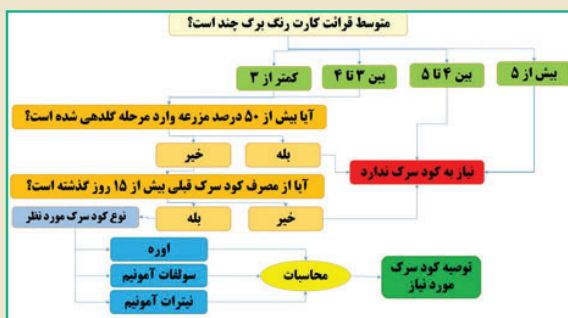 متوسط قرائت کارت رنگ برگ چند است؟
بیش از ۵
بین ۴ تا ۵
بین ۳ تا ۴
کمتر از ۳
آیا بیش از ۵۰ درصد مزرعه وارد مرحله گلدهی شده است؟
بله
خیر
نیاز به کود سرک ندارد
آیا از مصرف کود سرک قبلی بیش از ۱۵ روز گذشته است؟
خیر
بله
نوع کود سرک مورد نظر
اوره
سولفات آمونیم
نیترات آمونیم
محاسبات
توصیه کود سرک
مورد نیاز